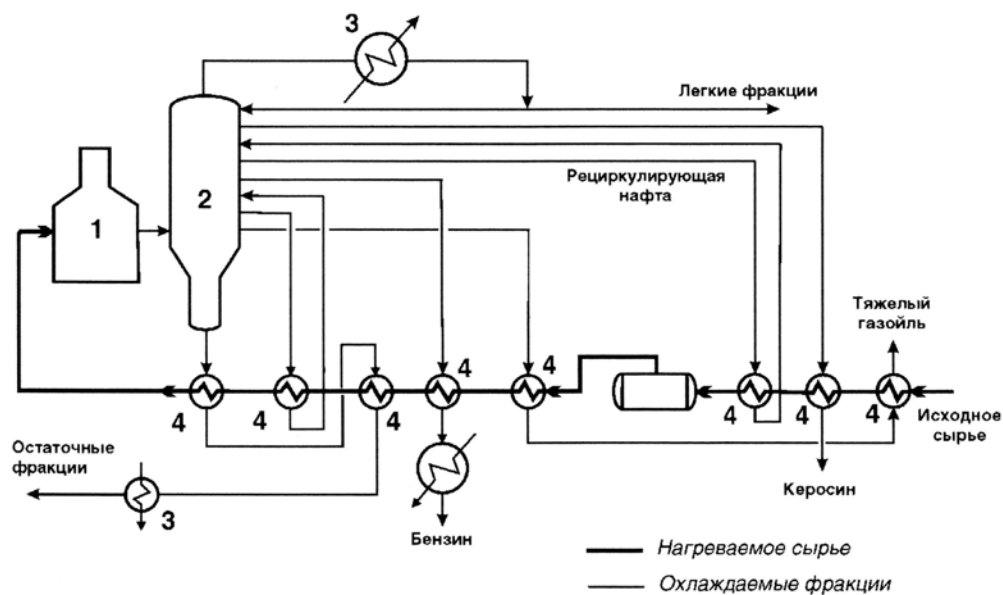 3
Легкие фракции
2
1
Рециркулирующая
нафта
Тяжелый
газойль
4
4
4
4
4
4
4
4
Исходное
сырье
Остаточные
фракции
3
Керосин
Бензин
Нагреваемое сырье
Охлаждаемые фракции